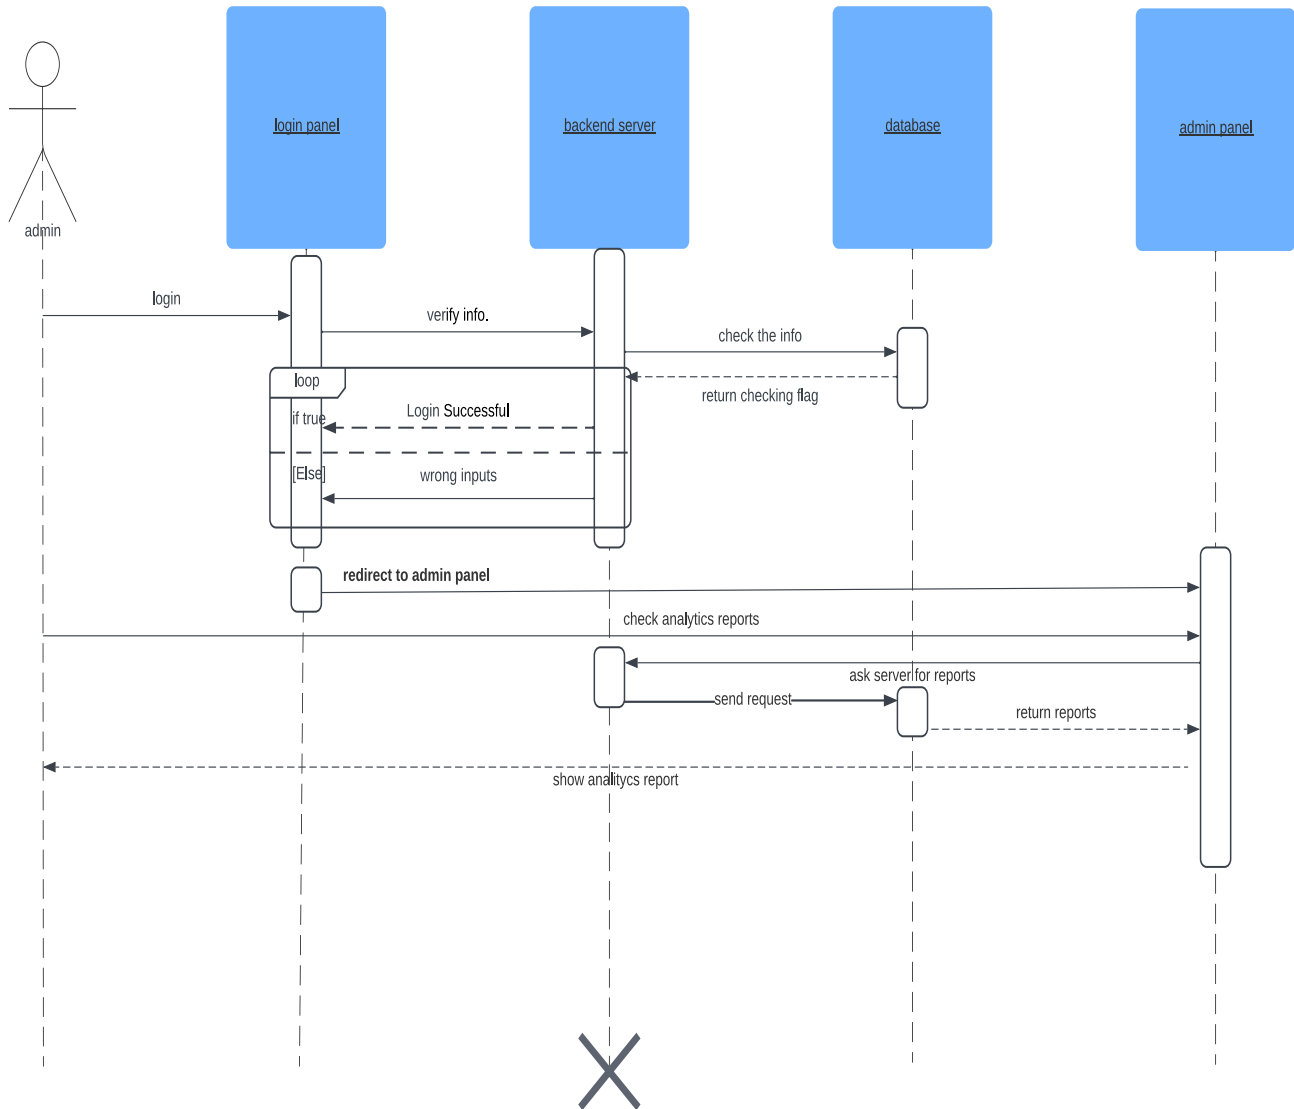 login panel
backend server
database
admin panel
admin
login
verify info.
check the info
loop
return checking flag
if true
Login Successful
[Else]
wrong inputs
redirect to admin panel
check analytics reports
ask server for reports
send request
return reports
show analitycs report